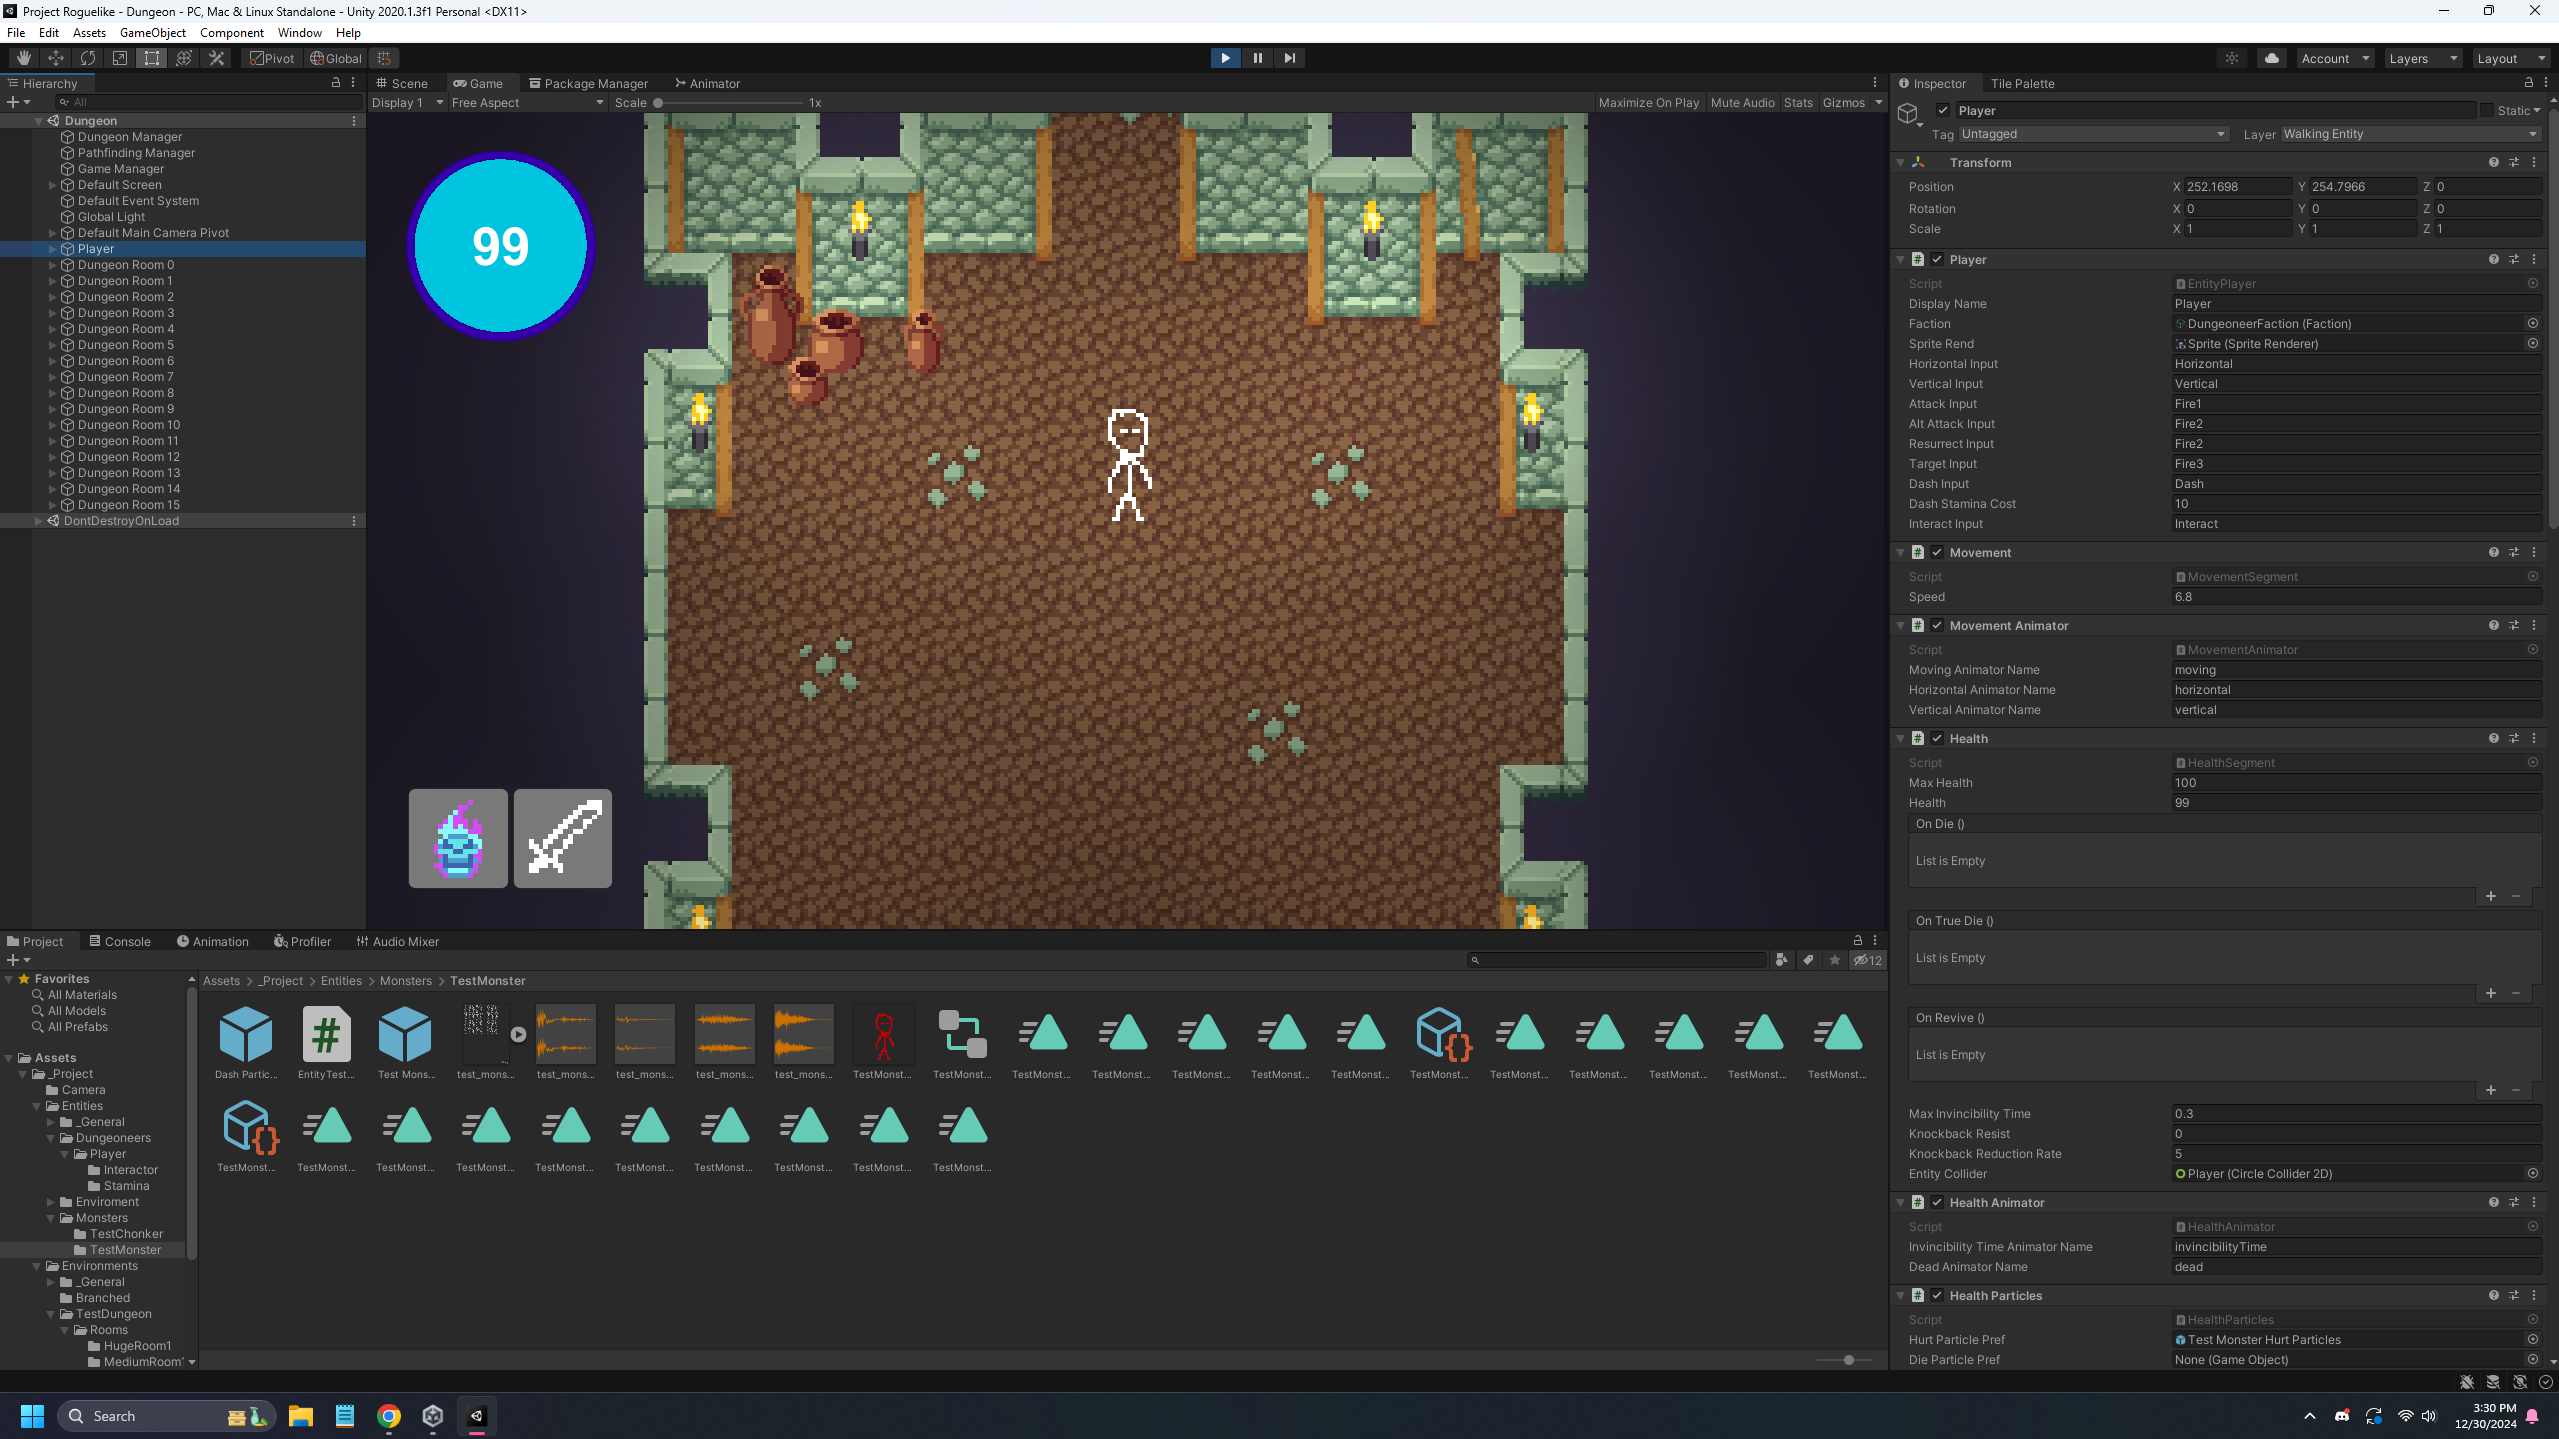 Project Roguelike - Dungeon - PC, Mac & Linux Standalone - Unity 2020.1.3f1 Personal <DX11>
File Edit Assets GameObject Component Window Help
Pivot Global Account Layers Layout
Hierarchy
All
Dungeon
Dungeon Manager
Pathfinding Manager
Game Manager
Default Screen
Default Event System
Global Light
Default Main Camera Pivot
Player
Dungeon Room 0
Dungeon Room 1
Dungeon Room 2
Dungeon Room 3
Dungeon Room 4
Dungeon Room 5
Dungeon Room 6
Dungeon Room 7
Dungeon Room 8
Dungeon Room 9
Dungeon Room 10
Dungeon Room 11
Dungeon Room 12
Dungeon Room 13
Dungeon Room 14
Dungeon Room 15
DontDestroyOnLoad
Scene Game Package Manager Animator
Display 1 Free Aspect Scale 1x Maximize On Play Mute Audio Stats Gizmos
99
Inspector Tile Palette
Player Static
Tag Untagged Layer Walking Entity
Transform
Position X 252.1698 Y 254.7966 Z 0
Rotation X 0 Y 0 Z 0
Scale X 1 Y 1 Z 1
Player
Script EntityPlayer
Display Name Player
Faction DungeoneerFaction (Faction)
Sprite Rend Sprite (Sprite Renderer)
Horizontal Input Horizontal
Vertical Input Vertical
Attack Input Fire1
Alt Attack Input Fire2
Resurrect Input Fire2
Target Input Fire3
Dash Input Dash
Dash Stamina Cost 10
Interact Input Interact
Movement
Script MovementSegment
Speed 6.8
Movement Animator
Script MovementAnimator
Moving Animator Name moving
Horizontal Animator Name horizontal
Vertical Animator Name vertical
Health
Script HealthSegment
Max Health 100
Health 99
On Die ()
List is Empty
On True Die ()
List is Empty
On Revive ()
List is Empty
Max Invincibility Time 0.3
Knockback Resist 0
Knockback Reduction Rate 5
Entity Collider Player (Circle Collider 2D)
Health Animator
Script HealthAnimator
Invincibility Time Animator Name invincibilityTime
Dead Animator Name dead
Health Particles
Script HealthParticles
Hurt Particle Pref Test Monster Hurt Particles
Die Particle Pref None (Game Object)
Project Console Animation Profiler Audio Mixer
12
Favorites
All Materials
All Models
All Prefabs
Assets
_Project
Camera
Entities
_General
Dungeoneers
Player
Interactor
Stamina
Enviroment
Monsters
TestChonker
TestMonster
Environments
_General
Branched
TestDungeon
Rooms
HugeRoom1
MediumRoom
Assets > _Project > Entities > Monsters > TestMonster
Dash Partic... EntityTest... Test Mons... test_mons... test_mons... test_mons... test_mons... test_mons... TestMonst... TestMonst... TestMonst... TestMonst... TestMonst... TestMonst... TestMonst... TestMonst... TestMonst... TestMonst... TestMonst... TestMonst... TestMonst...
TestMonst... TestMonst... TestMonst... TestMonst... TestMonst... TestMonst... TestMonst... TestMonst... TestMonst... TestMonst...
Search
3:30 PM
12/30/2024